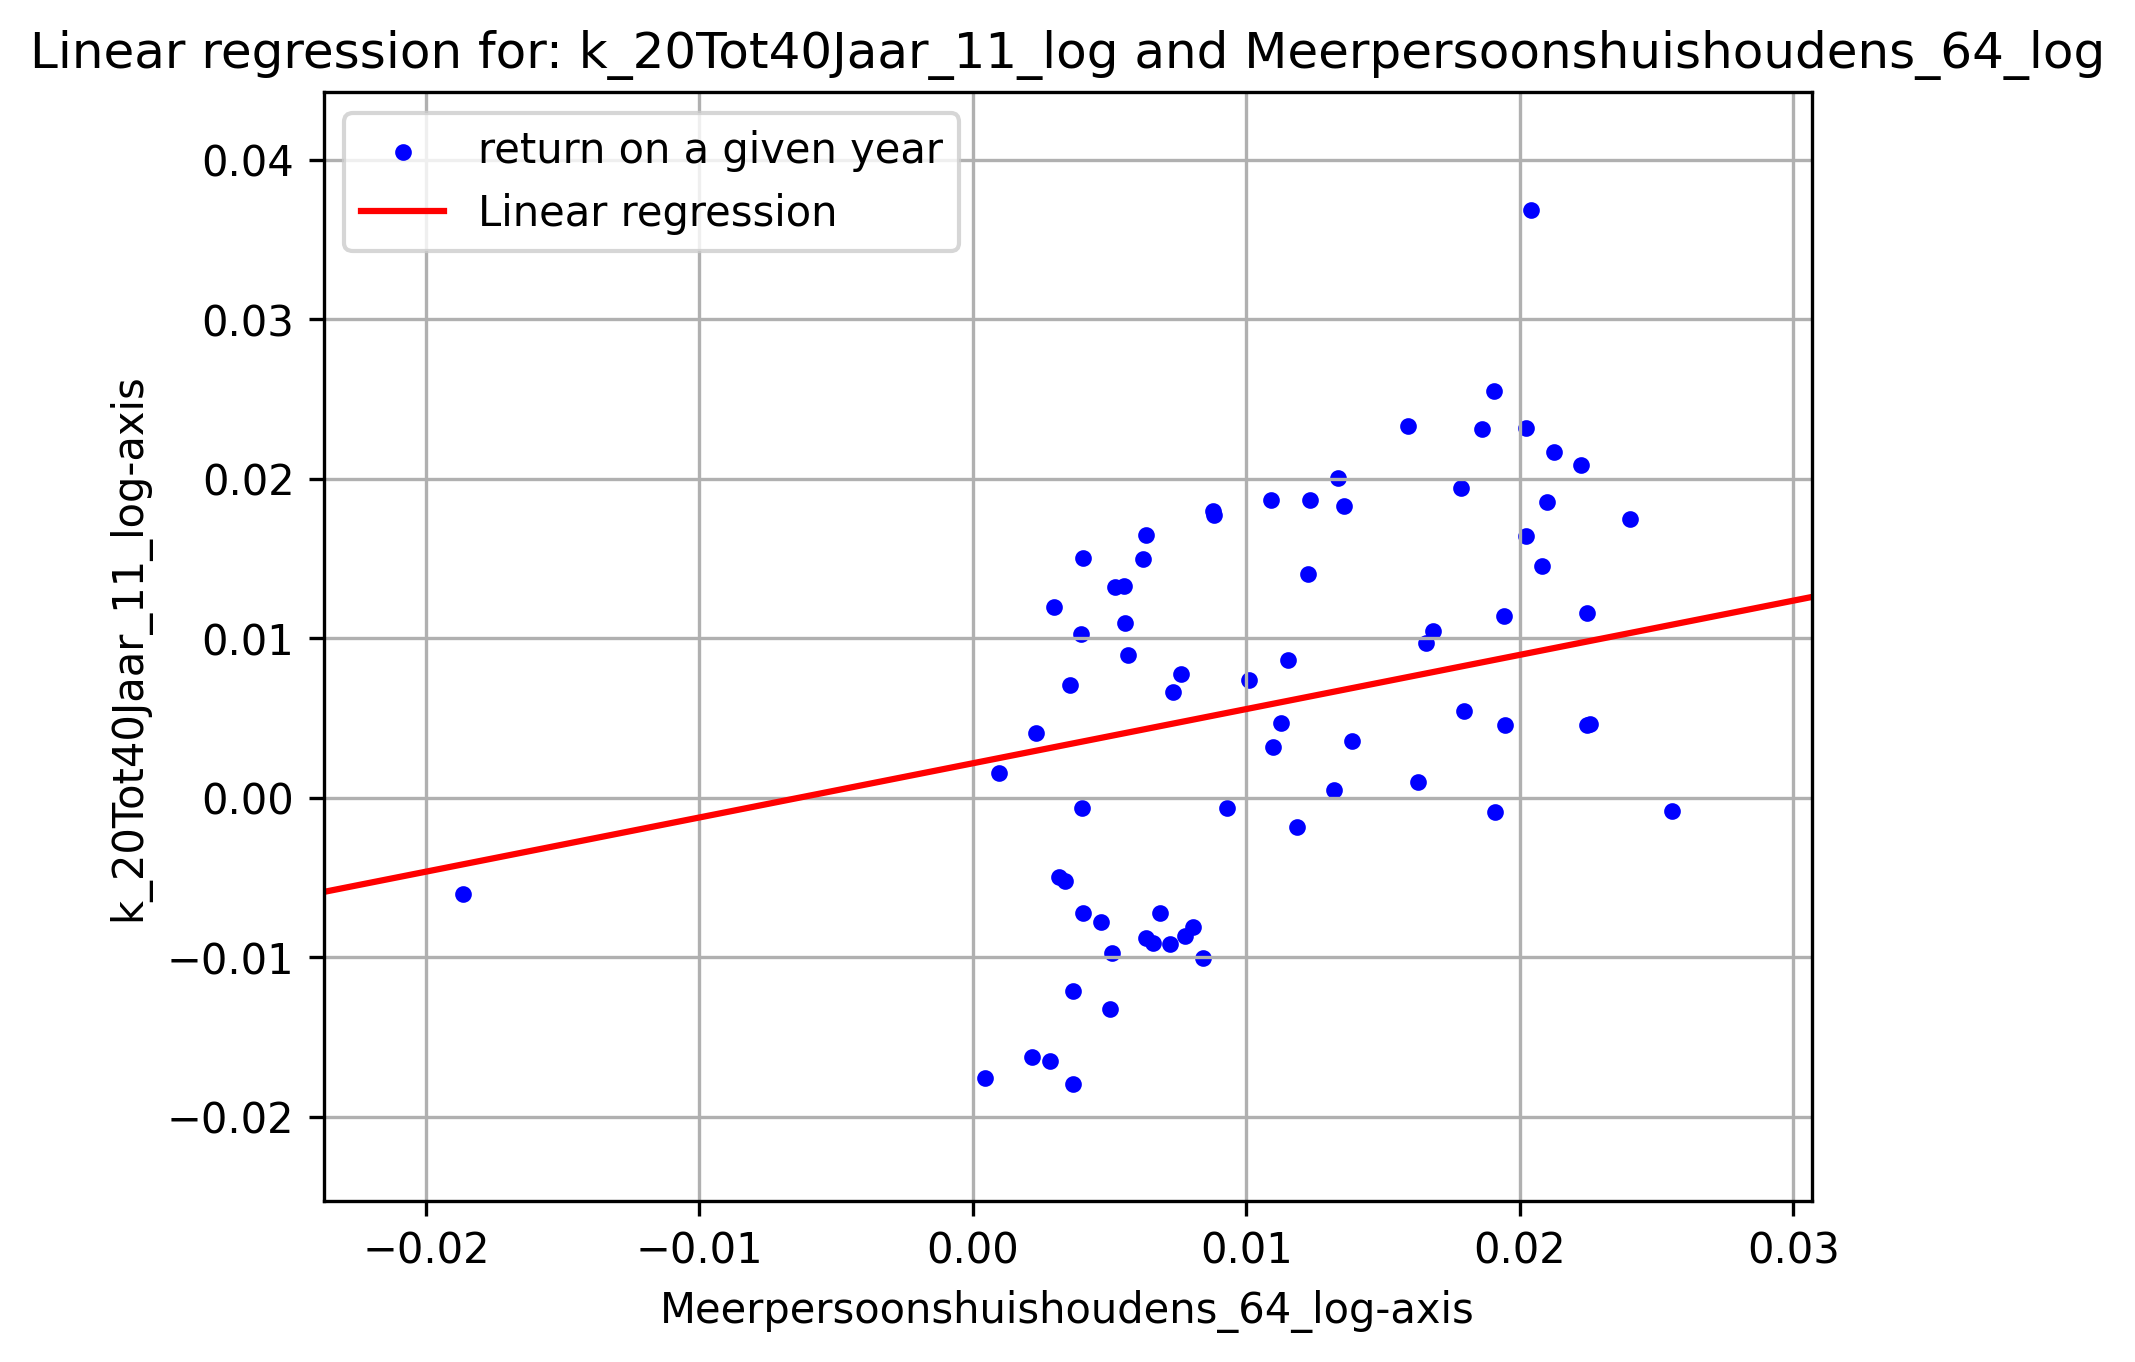 Linear regression for: k_20Tot40Jaar_11_log and Meerpersoonshuishoudens_64_log
return on a given year
Linear regression
0.04
0.03
0.02
0.01
0.00
−0.01
−0.02
k_20Tot40Jaar_11_log-axis
−0.02 −0.01 0.00 0.01 0.02 0.03
Meerpersoonshuishoudens_64_log-axis